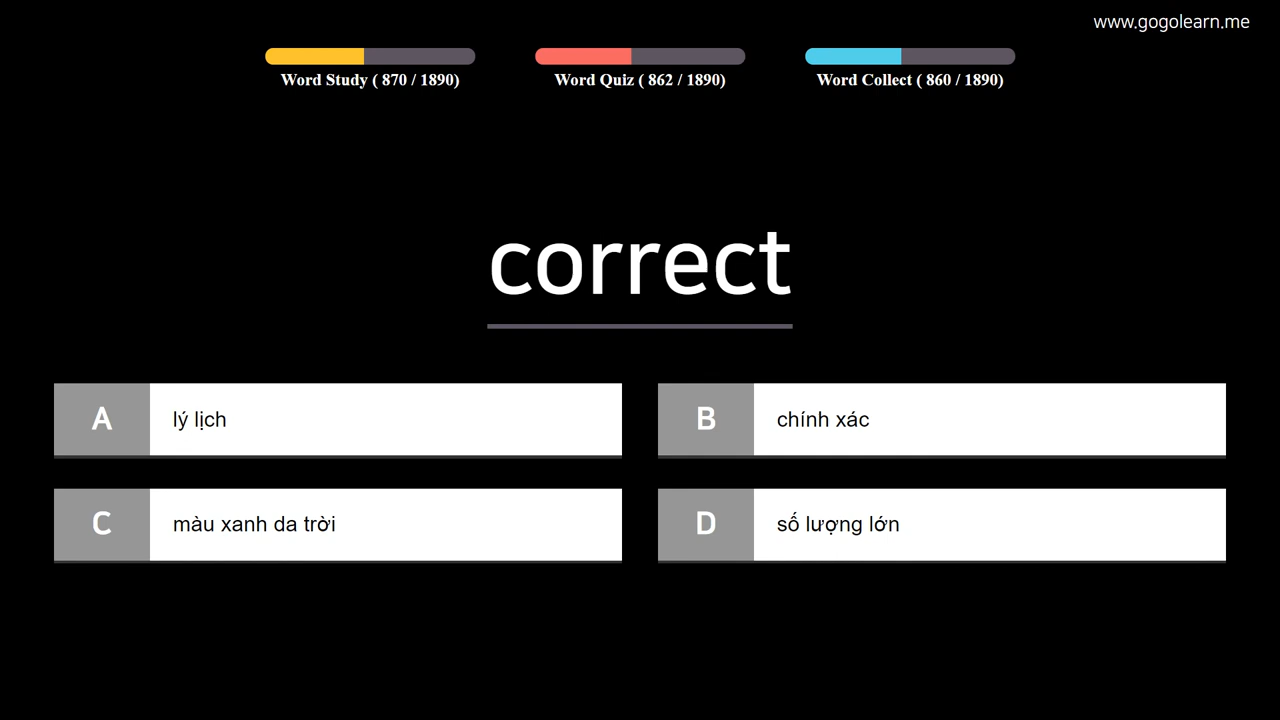 www.gogolearn.me
Word Study ( 870 / 1890)
Word Quiz ( 862 / 1890)
Word Collect ( 860 / 1890)
correct
A lý lịch
B chính xác
C màu xanh da trời
D số lượng lớn